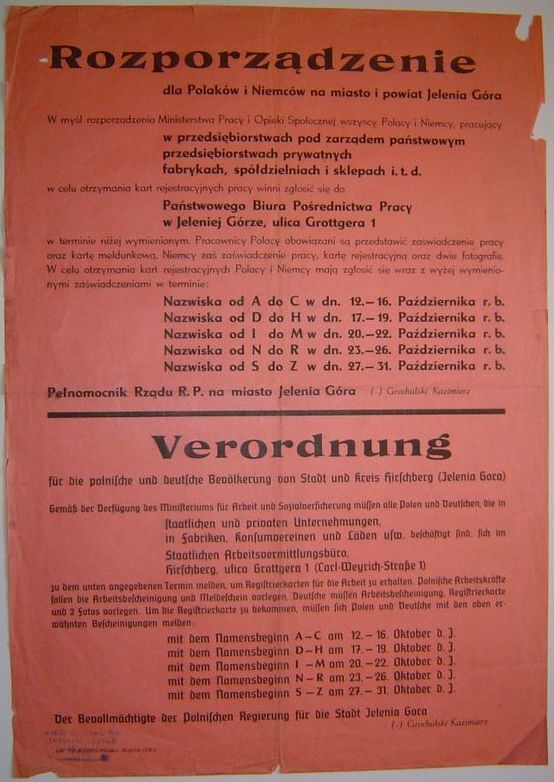 Rozporządzenie
dla Polaków i Niemców na miasto i powiat Jelenia Góra
W myśl rozporządzenia Ministerstwa Pracy i Opieki Społecznej wszyscy Polacy i Niemcy, pracujący
w przedsiębiorstwach pod zarządem państwowym
przedsiębiorstwach prywatnych
fabrykach, spółdzielniach i sklepach i. t. d.
w celu otrzymania kart rejestracyjnych pracy winni zgłosić się do
Państwowego Biura Pośrednictwa Pracy
w Jeleniej Górze, ulica Grottgera 1
w terminie niżej wymienionym. Pracownicy Polacy obowiązani są przedstawić zaświadczenie pracy
oraz kartę meldunkową, Niemcy zaś zaświadczenie pracy, kartę rejestracyjną oraz dwie fotografie.
W celu otrzymania kart rejestracyjnych Polacy i Niemcy mają zgłosić się wraz z wyżej wymienio-
nymi zaświadczeniami w terminie:
Nazwiska od A do C w dn. 12.—16. Października r. b.
Nazwiska od D do H w dn. 17.—19. Października r. b.
Nazwiska od I do M w dn. 20.—22. Października r. b.
Nazwiska od N do R w dn. 23.—26. Października r. b.
Nazwiska od S do Z w dn. 27.—31. Października r. b.
Pełnomocnik Rządu R. P. na miasto Jelenia Góra (-) Grochulski Kazimierz
Verordnung
für die polnische und deutsche Bevölkerung von Stadt und Kreis Hirschberg (Jelenia Gora)
Gemäß der Verfügung des Ministeriums für Arbeit und Sozialversicherung müssen alle Polen und Deutschen, die in
staatlichen und privaten Unternehmungen,
in Fabriken, Konsumvereinen und Läden usw. beschäftigt sind, sich im
Staatlichen Arbeitsvermittlungsbüro,
Hirschberg, ulica Grottgera 1 (Carl-Weyrich-Straße 1)
zu dem unten angegebenen Termin melden, um Registrierkarten für die Arbeit zu erhalten. Polnische Arbeitskräfte
sollen die Arbeitsbescheinigung und Meldeschein vorlegen, Deutsche müssen Arbeitsbescheinigung, Registrierkarte
und 2 Fotos vorlegen. Um die Registrierkarte zu bekommen, müssen sich Polen und Deutsche mit den oben er-
wähnten Bescheinigungen melden:
mit dem Namensbeginn A—C am 12.—16. Oktober d. J.
mit dem Namensbeginn D—H am 17.—19. Oktober d. J.
mit dem Namensbeginn I—M am 20.—22. Oktober d. J.
mit dem Namensbeginn N—R am 23.—26. Oktober d. J.
mit dem Namensbeginn S—Z am 27.—31. Oktober d. J.
Der Bevollmächtigte der Polnischen Regierung für die Stadt Jelenia Gora
(-) Grochulski Kazimierz